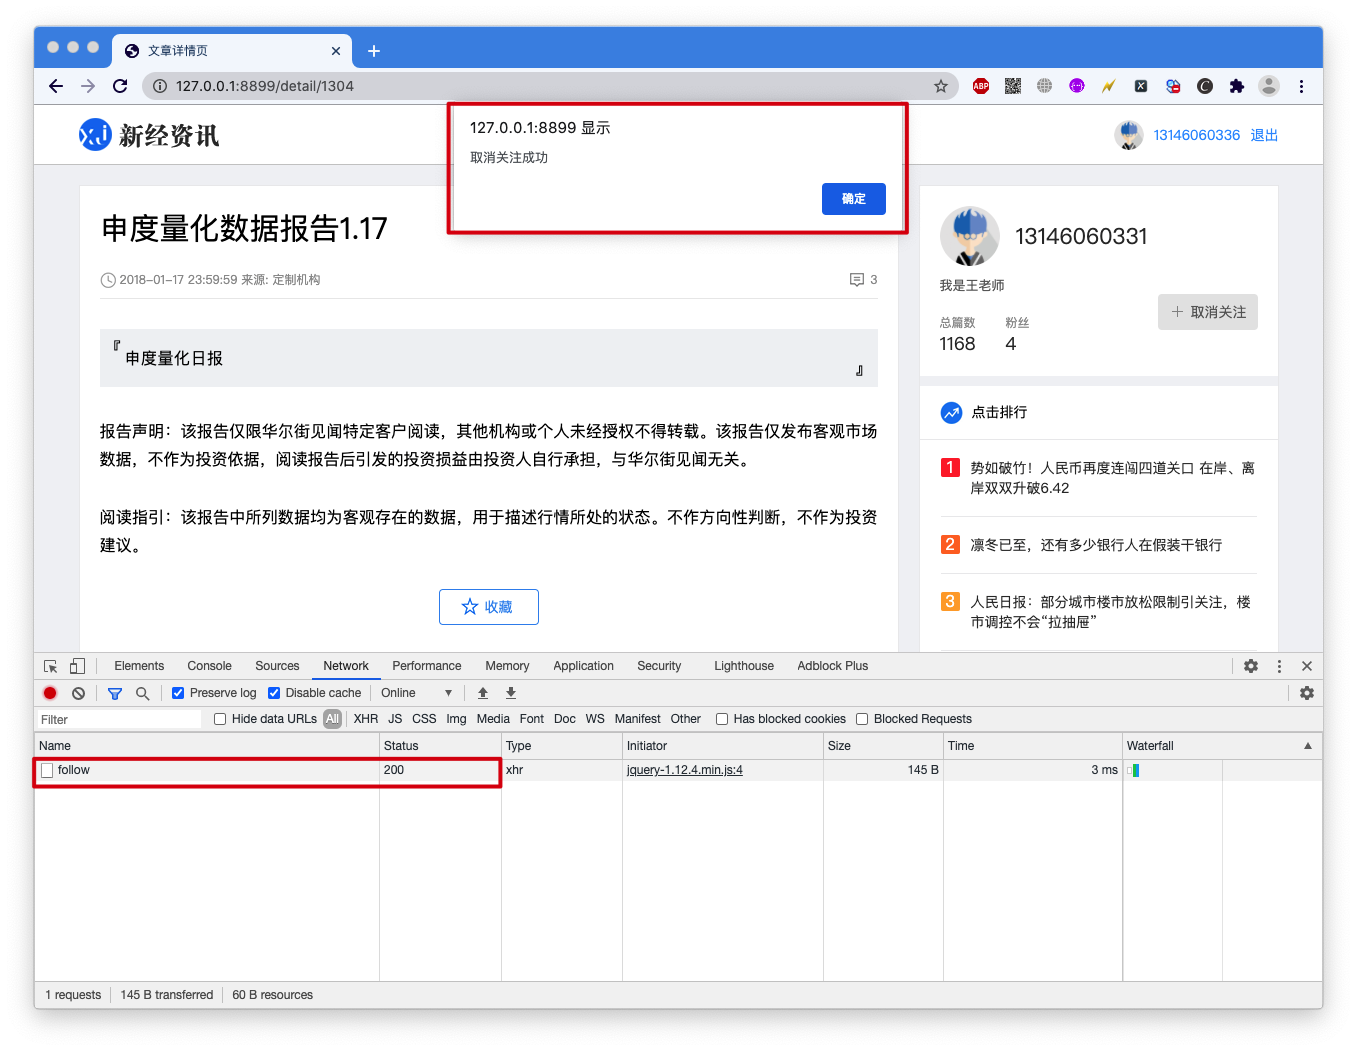 文章详情页
127.0.0.1:8899/detail/1304
ABP
新经资讯
127.0.0.1:8899 显示
取消关注成功
确定
13146060336 退出
申度量化数据报告1.17
2018-01-17 23:59:59 来源: 定制机构
3
『
申度量化日报
』
报告声明：该报告仅限华尔街见闻特定客户阅读，其他机构或个人未经授权不得转载。该报告仅发布客观市场
数据，不作为投资依据，阅读报告后引发的投资损益由投资人自行承担，与华尔街见闻无关。
阅读指引：该报告中所列数据均为客观存在的数据，用于描述行情所处的状态。不作方向性判断，不作为投资
建议。
收藏
13146060331
我是王老师
总篇数 粉丝
1168 4
取消关注
点击排行
1 势如破竹！人民币再度连闯四道关口 在岸、离
岸双双升破6.42
2 凛冬已至，还有多少银行人在假装干银行
3 人民日报：部分城市楼市放松限制引关注，楼
市调控不会“拉抽屉”
Elements Console Sources Network Performance Memory Application Security Lighthouse Adblock Plus
Preserve log Disable cache Online
Filter Hide data URLs All XHR JS CSS Img Media Font Doc WS Manifest Other Has blocked cookies Blocked Requests
Name Status Type Initiator Size Time Waterfall
follow 200 xhr jquery-1.12.4.min.js:4 145 B 3 ms
1 requests 145 B transferred 60 B resources